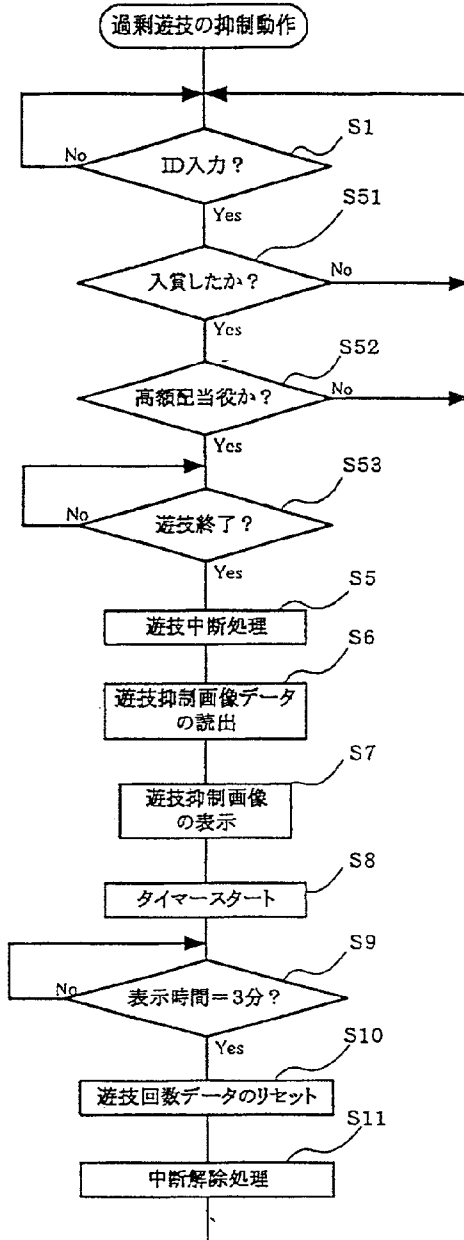 過剰遊技の抑制動作
S1
No
ID入力?
Yes
S51
入賞したか?
No
Yes
S52
高額配当役か?
No
Yes
S53
No
遊技終了?
Yes
S5
遊技中断処理
S6
遊技抑制画像データ
の読出
S7
遊技抑制画像
の表示
S8
タイマースタート
S9
No
表示時間=3分?
Yes
S10
遊技回数データのリセット
S11
中断解除処理